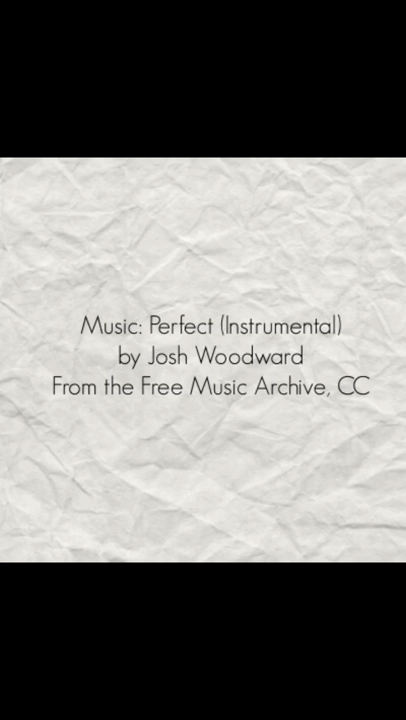 Music: Perfect (Instrumental)
by Josh Woodward
From the Free Music Archive, CC